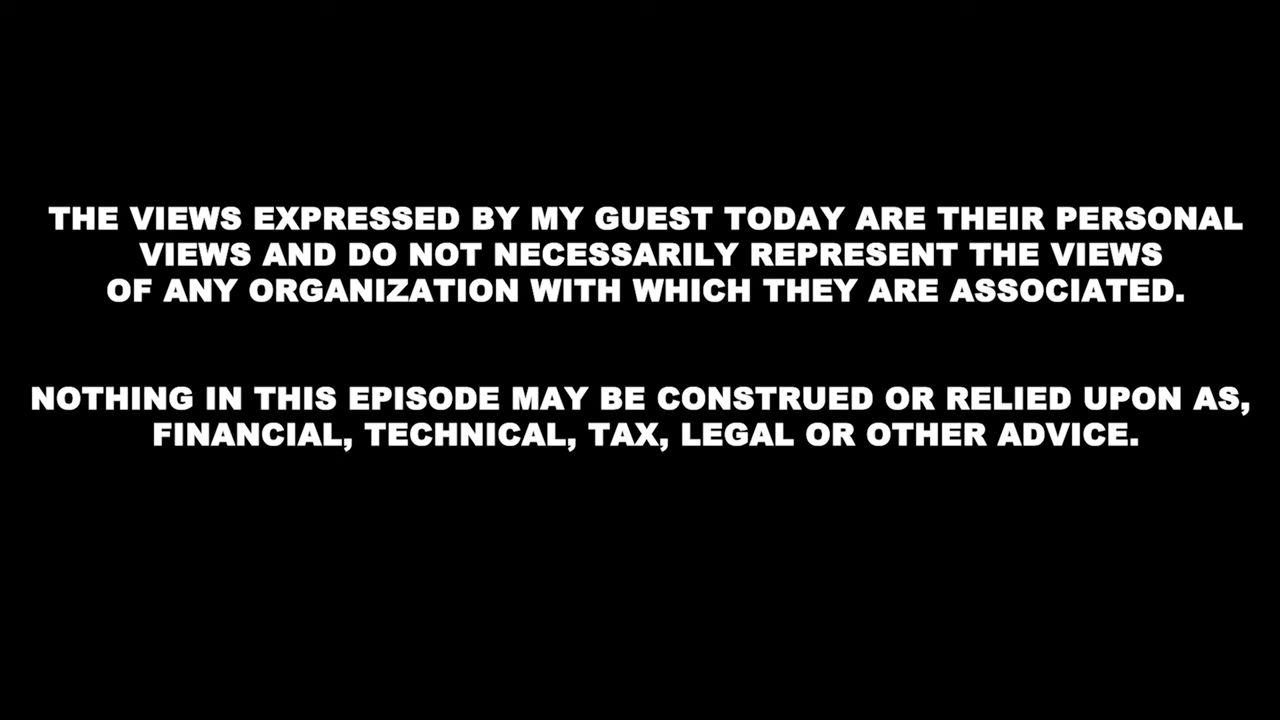 THE VIEWS EXPRESSED BY MY GUEST TODAY ARE THEIR PERSONAL
VIEWS AND DO NOT NECESSARILY REPRESENT THE VIEWS
OF ANY ORGANIZATION WITH WHICH THEY ARE ASSOCIATED.
NOTHING IN THIS EPISODE MAY BE CONSTRUED OR RELIED UPON AS,
FINANCIAL, TECHNICAL, TAX, LEGAL OR OTHER ADVICE.